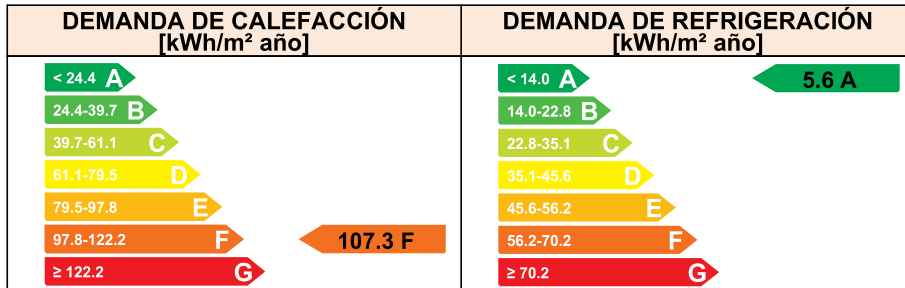 DEMANDA DE CALEFACCIÓN
[kWh/m² año]
< 24.4 A
24.4-39.7 B
39.7-61.1 C
61.1-79.5 D
79.5-97.8 E
97.8-122.2 F
107.3 F
≥ 122.2 G
DEMANDA DE REFRIGERACIÓN
[kWh/m² año]
< 14.0 A
5.6 A
14.0-22.8 B
22.8-35.1 C
35.1-45.6 D
45.6-56.2 E
56.2-70.2 F
≥ 70.2 G